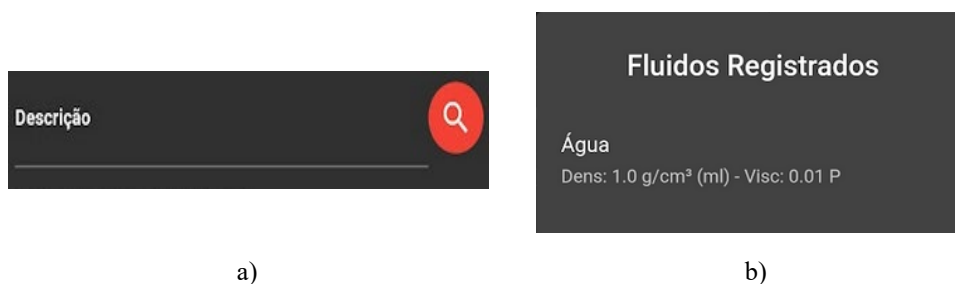 Descrição
Fluidos Registrados
Água
Dens: 1.0 g/cm³ (ml) - Visc: 0.01 P
a)
b)